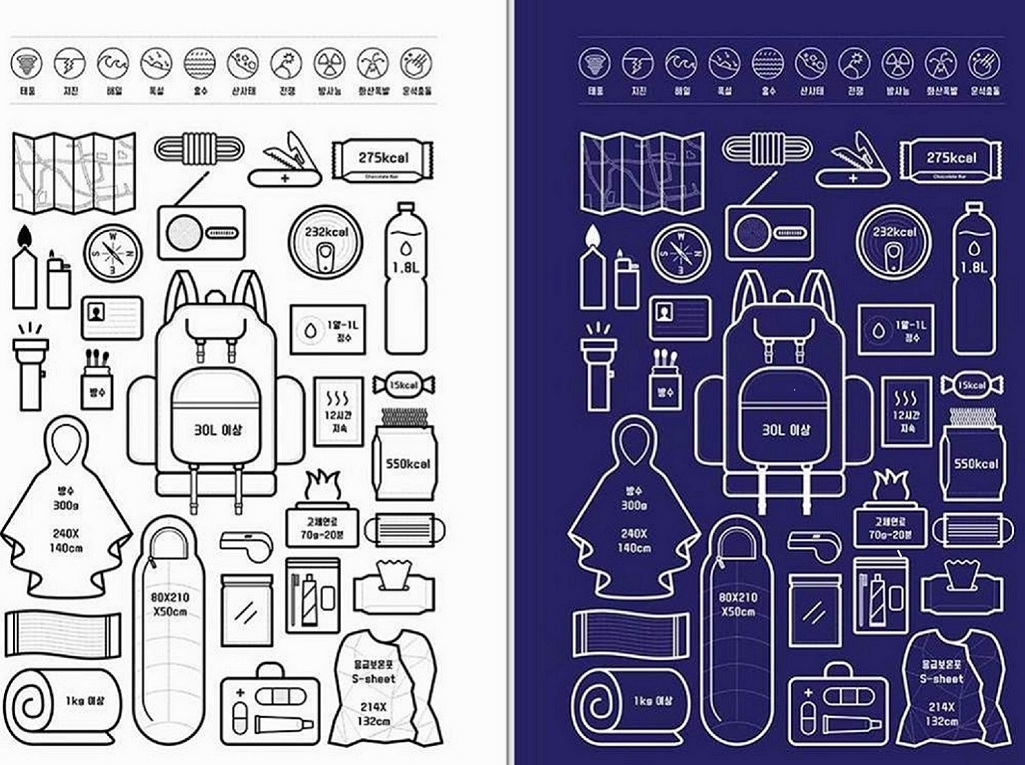 태풍 지진 해일 폭설 홍수 산사태 전쟁 방사능 화산폭발 운석충돌
275kcal
Chocolate Bar
232kcal
1.8L
W
S N
E
1알-1L
정수
15kcal
방수
12시간
지속
30L 이상
550kcal
방수
300g
240X
140cm
고체연료
70g-20분
80X210
X50cm
응급보온포
S-sheet
214X
132cm
1kg 이상
태풍 지진 해일 폭설 홍수 산사태 전쟁 방사능 화산폭발 운석충돌
275kcal
Chocolate Bar
232kcal
1.8L
W
S N
E
1알-1L
정수
15kcal
방수
12시간
지속
30L 이상
550kcal
방수
300g
240X
140cm
고체연료
70g-20분
80X210
X50cm
응급보온포
S-sheet
214X
132cm
1kg 이상